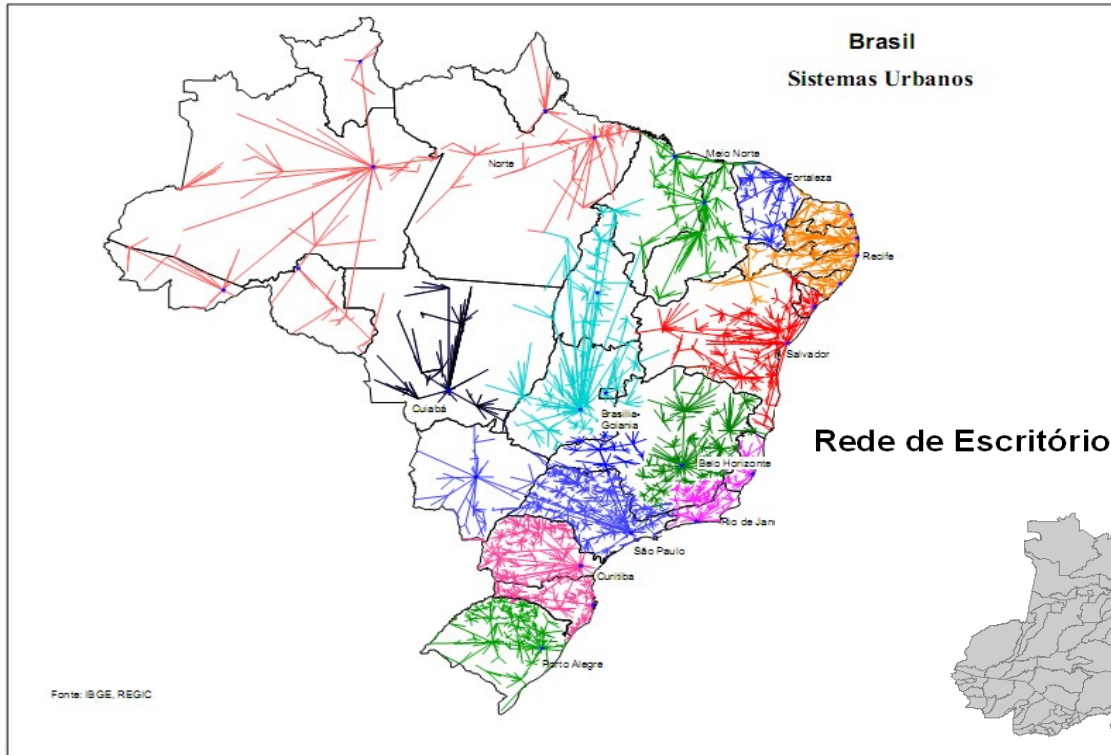 Brasil
Sistemas Urbanos
Norte
Meio Norte
Fortaleza
Recife
Salvador
Cuiabá
Brasília-
Goiania
Rede de Escritório
Belo Horizonte
Rio de Jan
São Paulo
Curitiba
Porto Alegre
Fonte: IBGE, REGIC